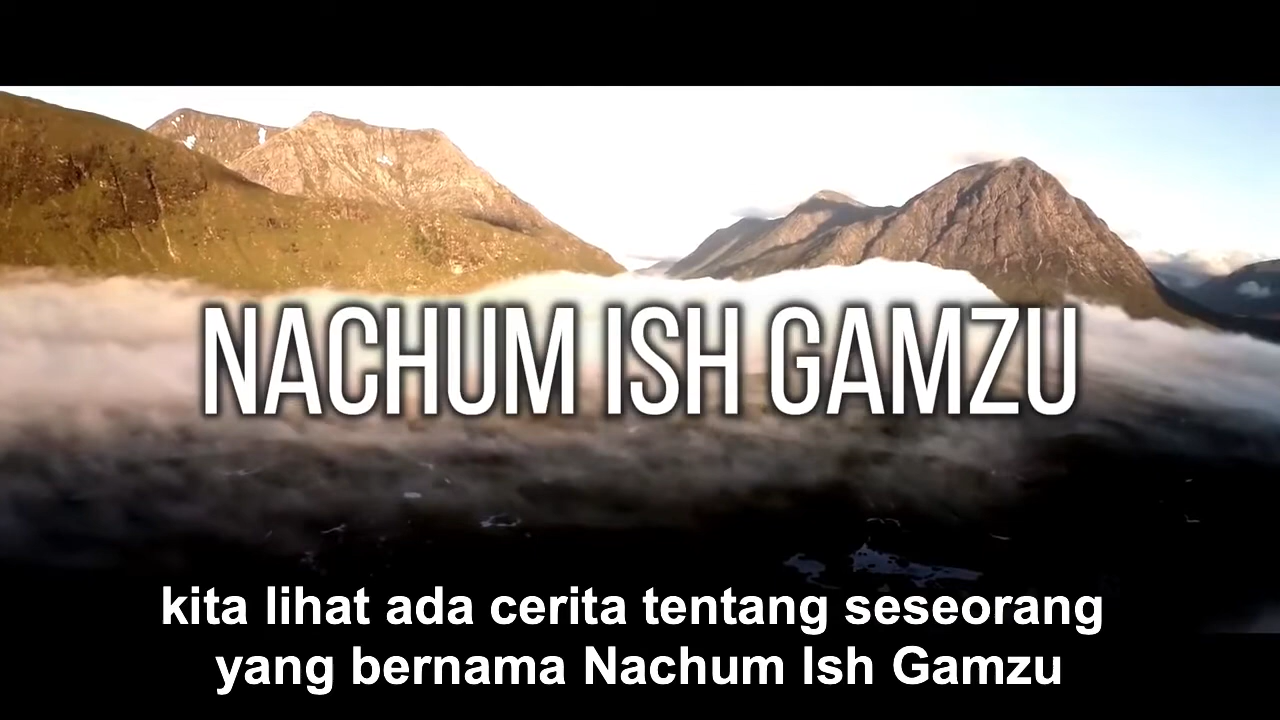 NACHUM ISH GAMZU
kita lihat ada cerita tentang seseorang
yang bernama Nachum Ish Gamzu